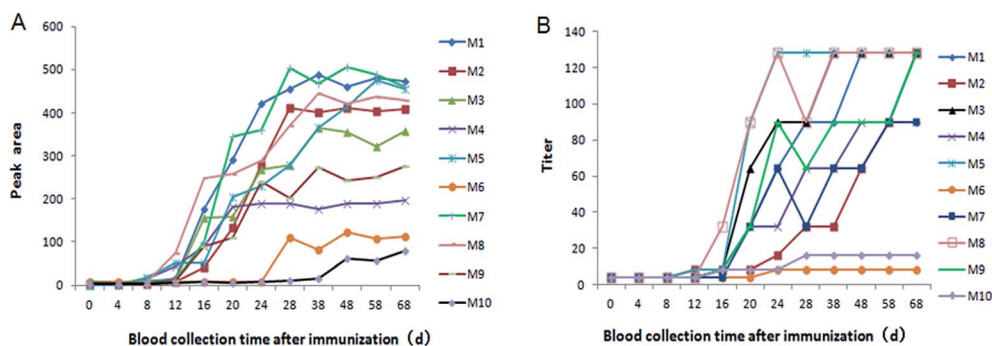 A
Peak area
600
500
400
300
200
100
0
0 4 8 12 16 20 24 28 38 48 58 68
Blood collection time after immunization (d)
M1
M2
M3
M4
M5
M6
M7
M8
M9
M10
B
Titer
140
120
100
80
60
40
20
0
0 4 8 12 16 20 24 28 38 48 58 68
Blood collection time after immunization (d)
M1
M2
M3
M4
M5
M6
M7
M8
M9
M10